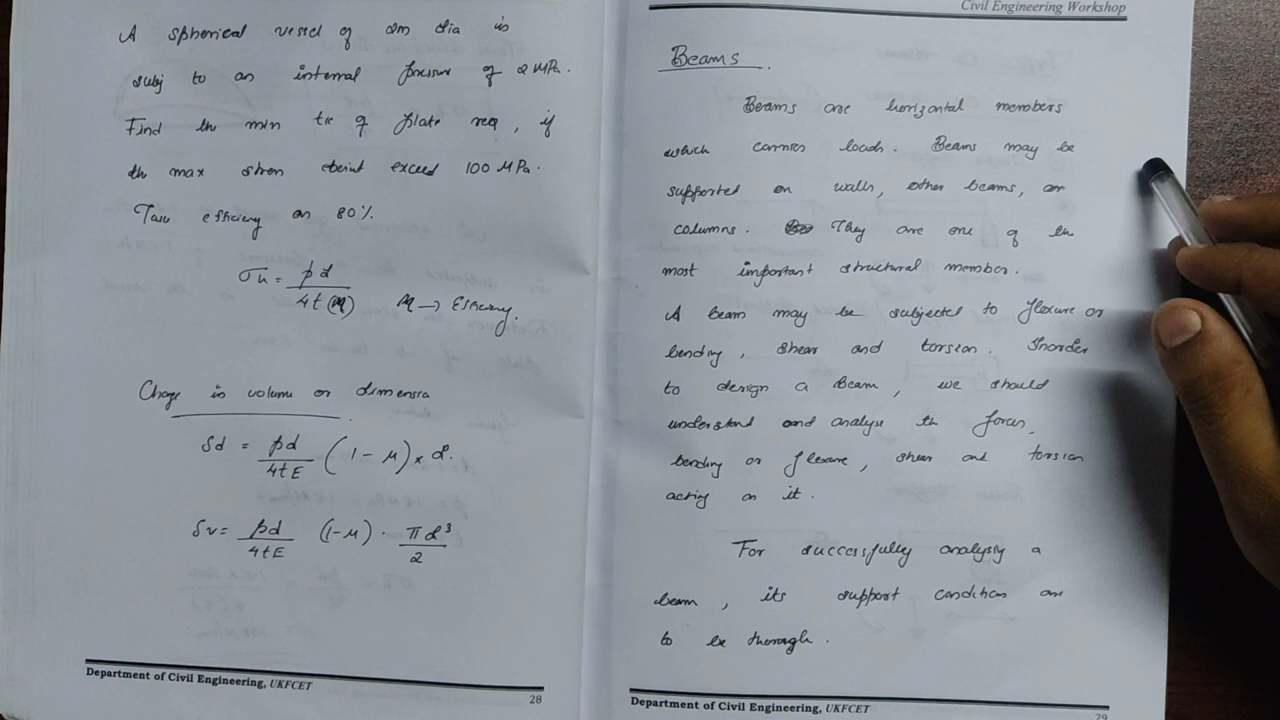 A spherical vessel of 2m dia is
subj to an internal pressure of 2 MPa.
Find the min tk of plate req, if
the max stress exceed 100 MPa.
Take efficiency as 80%
σh = pd / 4t(η)    η → Efficiency.
Change in volume or dimension
δd = pd / 4tE (1 - μ) × d.
δv = pd / 4tE (1-μ) · πd³ / 2
Department of Civil Engineering, UKFCET
28
Civil Engineering Workshop
Beams.
Beams are horizontal members
which carries loads. Beams may be
supported on walls, other beams, or
columns. They are one of the
most important structural member.
A beam may be subjected to flexure or
bending, shear and torsion. Inorder
to design a Beam, we should
understand and analyse the forces,
bending or flexure, shear and torsion
acting on it.
For successfully analysing a
beam, its support conditions are
to be thorough.
Department of Civil Engineering, UKFCET
29